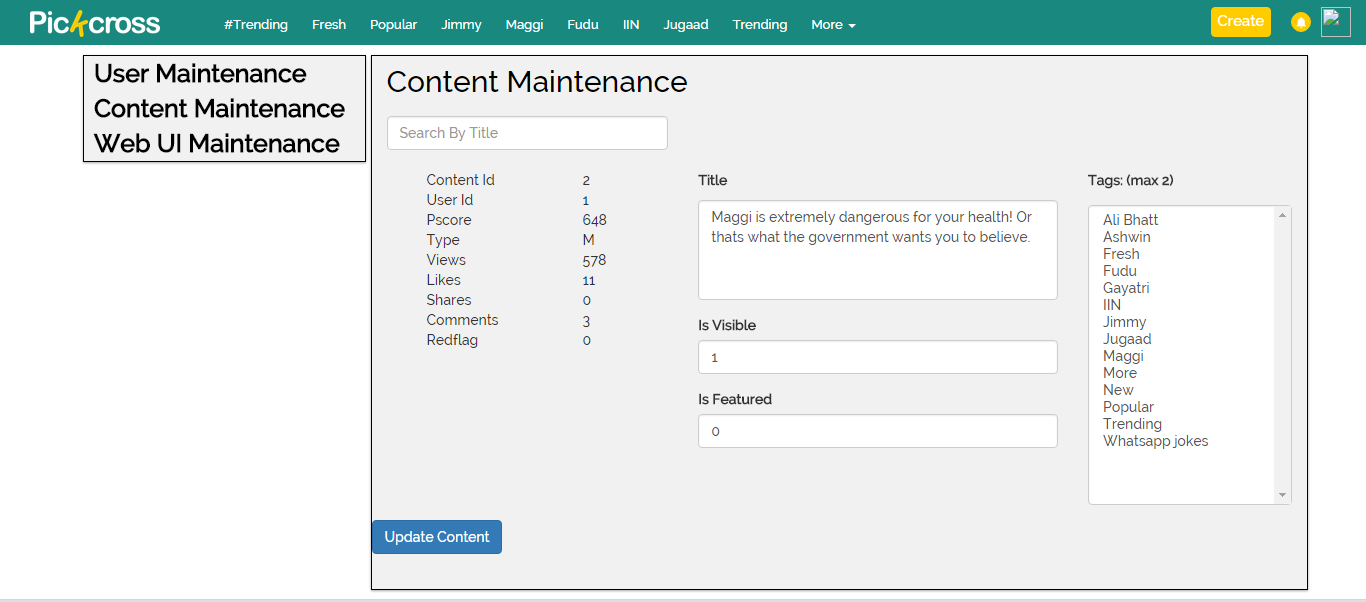 Pickcross
#Trending Fresh Popular Jimmy Maggi Fudu IIN Jugaad Trending More
Create
User Maintenance
Content Maintenance
Web UI Maintenance
Content Maintenance
Search By Title
Content Id 2
User Id 1
Pscore 648
Type M
Views 578
Likes 11
Shares 0
Comments 3
Redflag 0
Title
Maggi is extremely dangerous for your health! Or
thats what the government wants you to believe.
Is Visible
1
Is Featured
0
Tags: (max 2)
Ali Bhatt
Ashwin
Fresh
Fudu
Gayatri
IIN
Jimmy
Jugaad
Maggi
More
New
Popular
Trending
Whatsapp jokes
Update Content